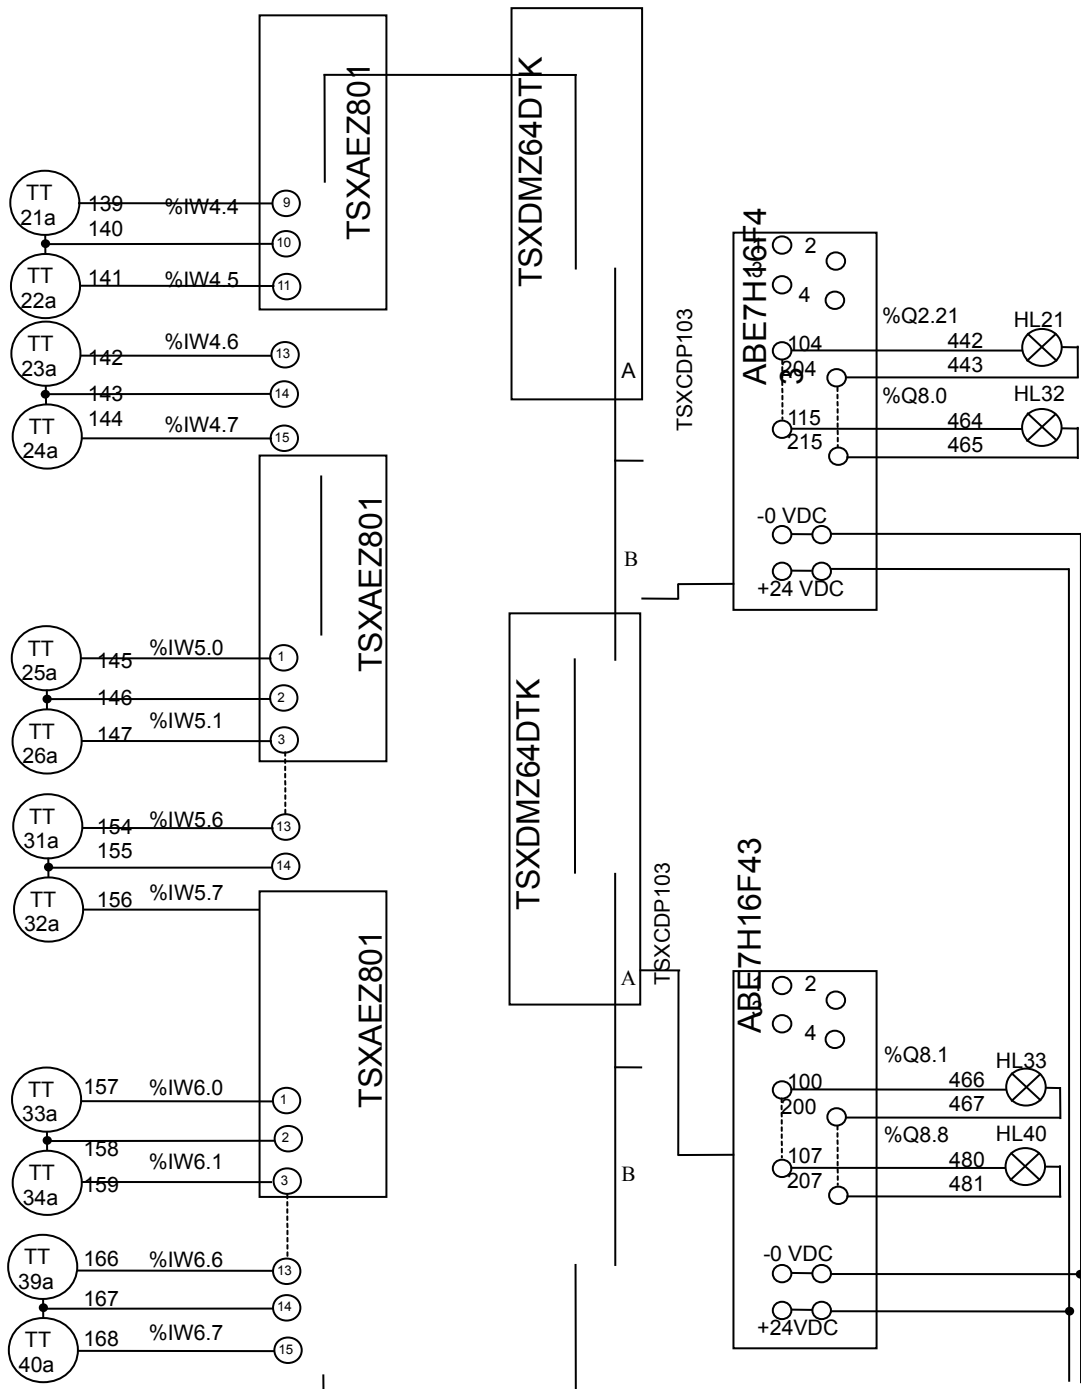 TSXAEZ801
TSXDMZ64DTK
TT
21a
139
%IW4.4
9
140
10
TT
22a
141
%IW4.5
11
TT
23a
142
%IW4.6
13
143
14
TT
24a
144
%IW4.7
15
A
B
TSXCDP103
ABE7H16F4
3
1
2
3
4
104
204
%Q2.21
442
443
HL21
115
215
%Q8.0
464
465
HL32
-0 VDC
+24 VDC
TSXAEZ801
TT
25a
145
%IW5.0
1
146
2
TT
26a
147
%IW5.1
3
TT
31a
154
%IW5.6
13
155
14
TT
32a
156
%IW5.7
TSXDMZ64DTK
A
B
TSXCDP103
ABE7H16F43
1
2
3
4
100
200
%Q8.1
466
467
HL33
107
207
%Q8.8
480
481
HL40
-0 VDC
+24VDC
TSXAEZ801
TT
33a
157
%IW6.0
1
158
2
TT
34a
159
%IW6.1
3
TT
39a
166
%IW6.6
13
167
14
TT
40a
168
%IW6.7
15